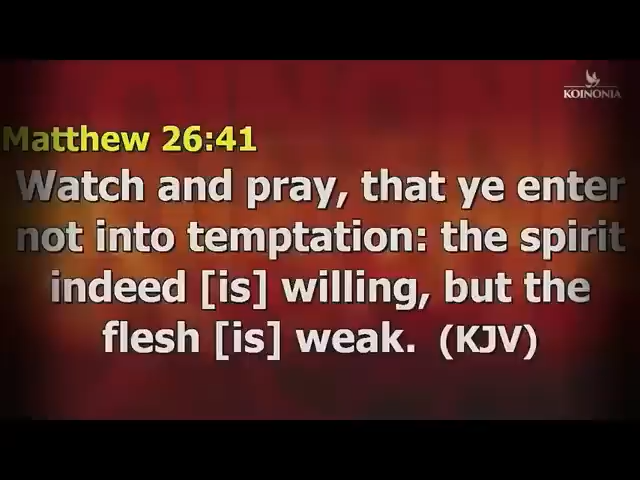 KOINONIA
Matthew 26:41
Watch and pray, that ye enter
not into temptation: the spirit
indeed [is] willing, but the
flesh [is] weak. (KJV)